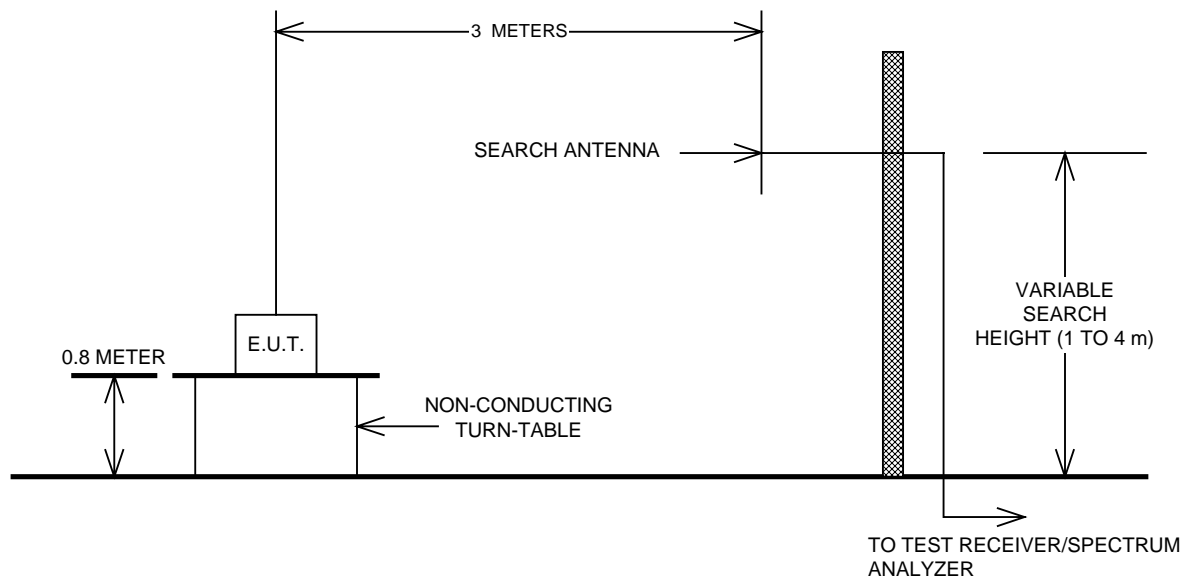 3 METERS
SEARCH ANTENNA
VARIABLE
SEARCH
HEIGHT (1 TO 4 m)
E.U.T.
0.8 METER
NON-CONDUCTING
TURN-TABLE
TO TEST RECEIVER/SPECTRUM
ANALYZER